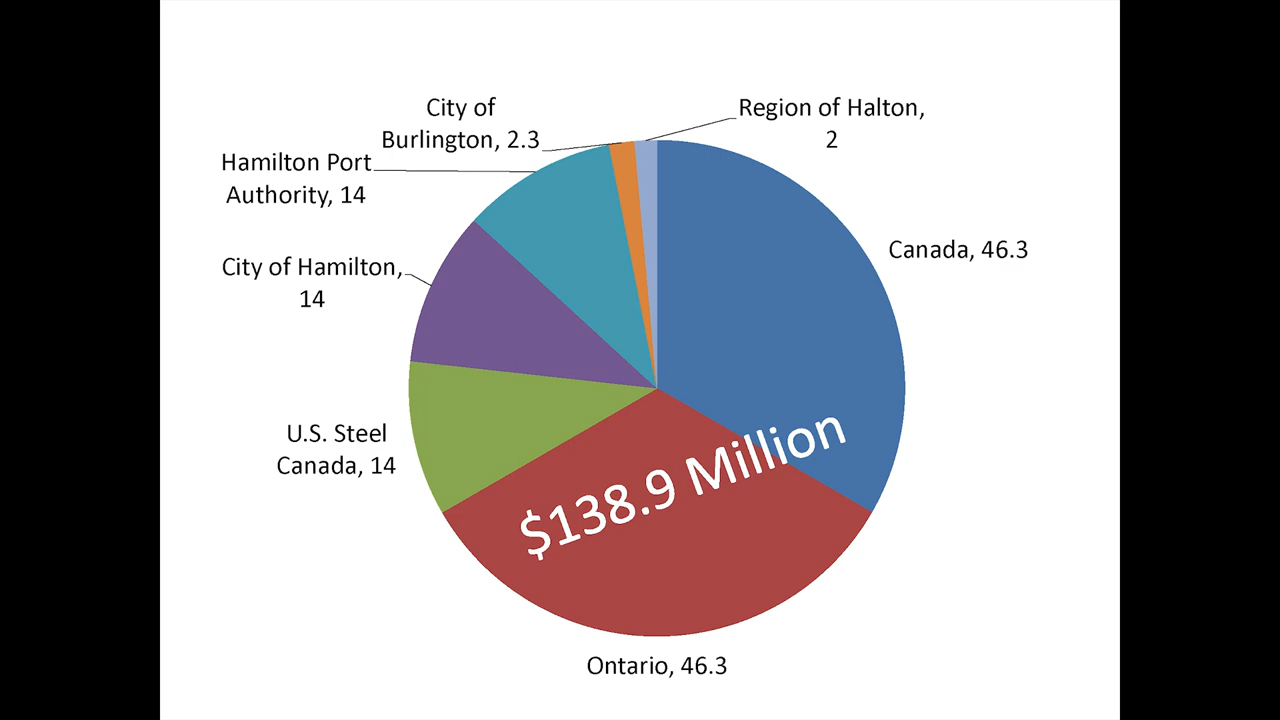 City of
Burlington, 2.3
Region of Halton,
2
Hamilton Port
Authority, 14
Canada, 46.3
City of Hamilton,
14
U.S. Steel
Canada, 14
$138.9 Million
Ontario, 46.3